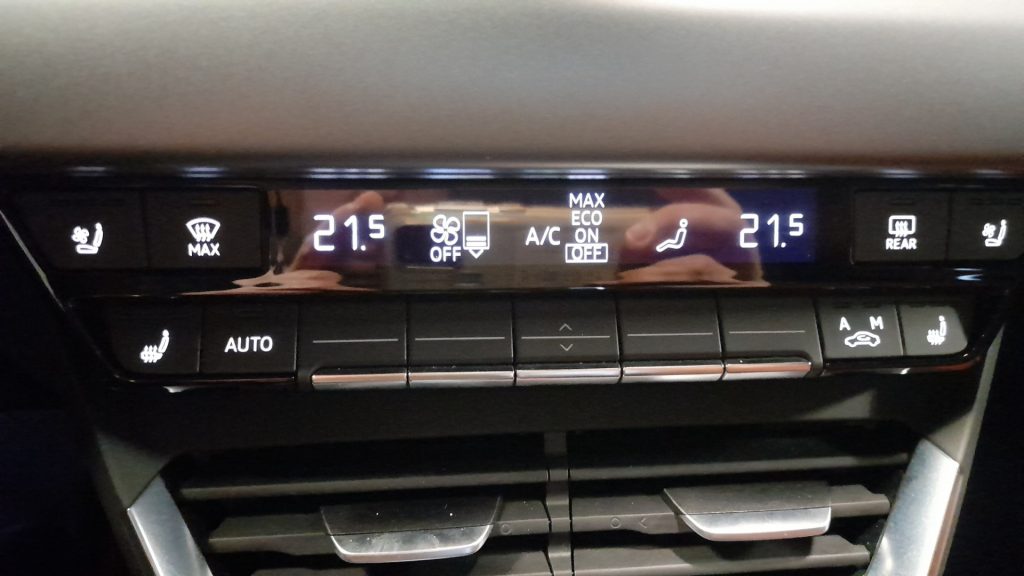 MAX
21.5
OFF
A/C
MAX
ECO
ON
OFF
21.5
REAR
AUTO
A M